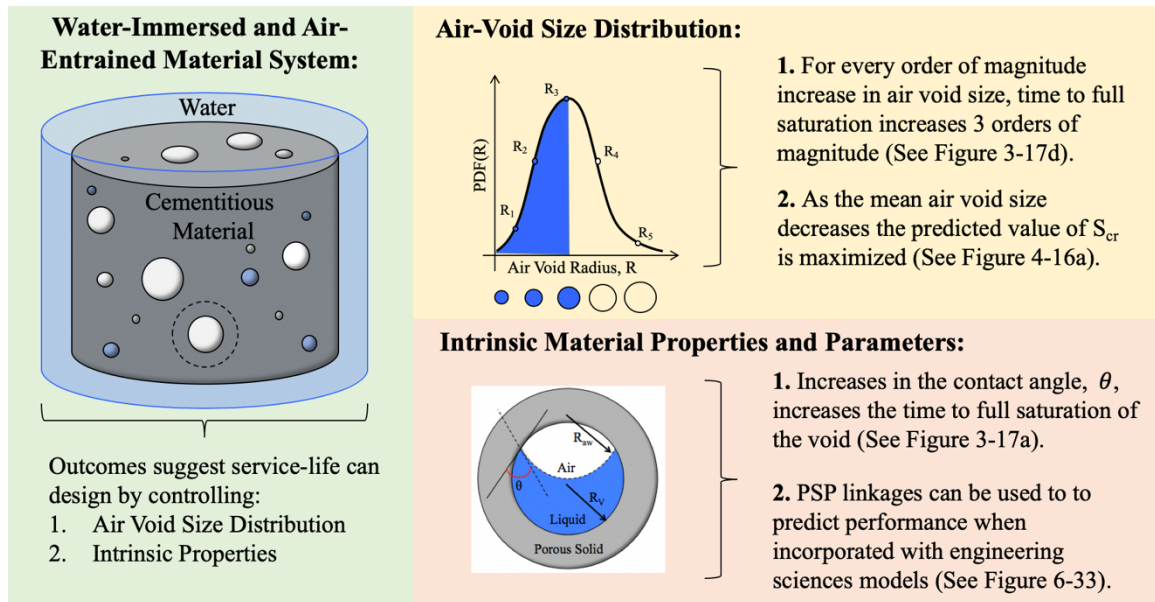 Water-Immersed and Air-
Entrained Material System:
Water
Cementitious
Material
Outcomes suggest service-life can
design by controlling:
1. Air Void Size Distribution
2. Intrinsic Properties
Air-Void Size Distribution:
PDF(R)
R₁
R₂
R₃
R₄
R₅
Air Void Radius, R
1. For every order of magnitude
increase in air void size, time to full
saturation increases 3 orders of
magnitude (See Figure 3-17d).
2. As the mean air void size
decreases the predicted value of Scr
is maximized (See Figure 4-16a).
Intrinsic Material Properties and Parameters:
Raw
Air
θ
Rv
Liquid
Porous Solid
1. Increases in the contact angle, θ,
increases the time to full saturation of
the void (See Figure 3-17a).
2. PSP linkages can be used to to
predict performance when
incorporated with engineering
sciences models (See Figure 6-33).